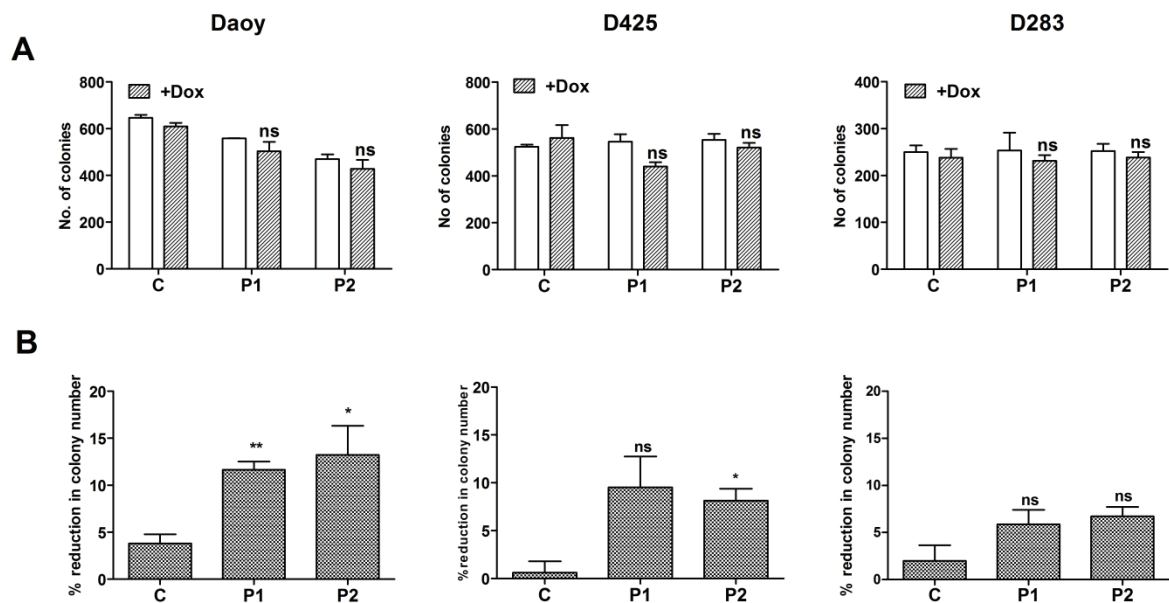 Daoy
D425
D283
A
No. of colonies
800
600
400
200
0
+Dox
ns
ns
C
P1
P2
No of colonies
800
600
400
200
0
+Dox
ns
ns
C
P1
P2
No of colonies
400
300
200
100
0
+Dox
ns
ns
C
P1
P2
B
% reduction in colony number
20
15
10
5
0
**
*
C
P1
P2
%reduction in colony number
20
15
10
5
0
ns
*
C
P1
P2
% reduction in colony number
20
15
10
5
0
ns
ns
C
P1
P2